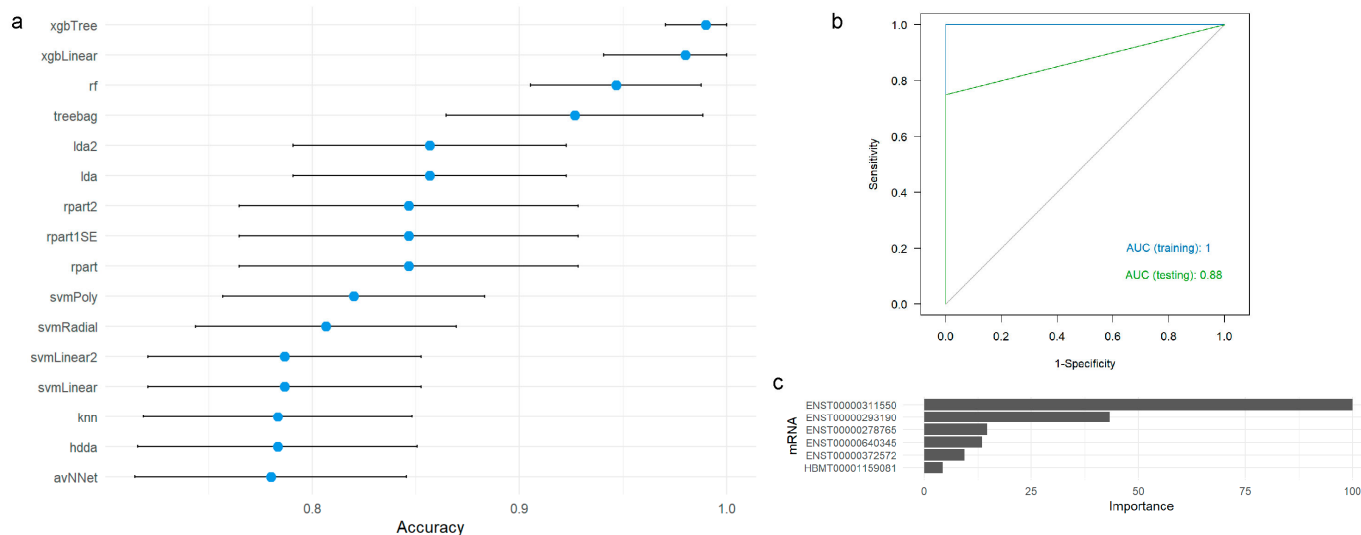 a
xgbTree
xgbLinear
rf
treebag
lda2
lda
rpart2
rpart1SE
rpart
svmPoly
svmRadial
svmLinear2
svmLinear
knn
hdda
avNNet
0.8 0.9 1.0
Accuracy
b
1.0
0.8
0.6
0.4
0.2
0.0
Sensitivity
AUC (training): 1
AUC (testing): 0.88
0.0 0.2 0.4 0.6 0.8 1.0
1-Specificity
c
mRNA
ENST00000311550
ENST00000293190
ENST00000278765
ENST00000640345
ENST00000372572
HBMT00001159081
0 25 50 75 100
Importance